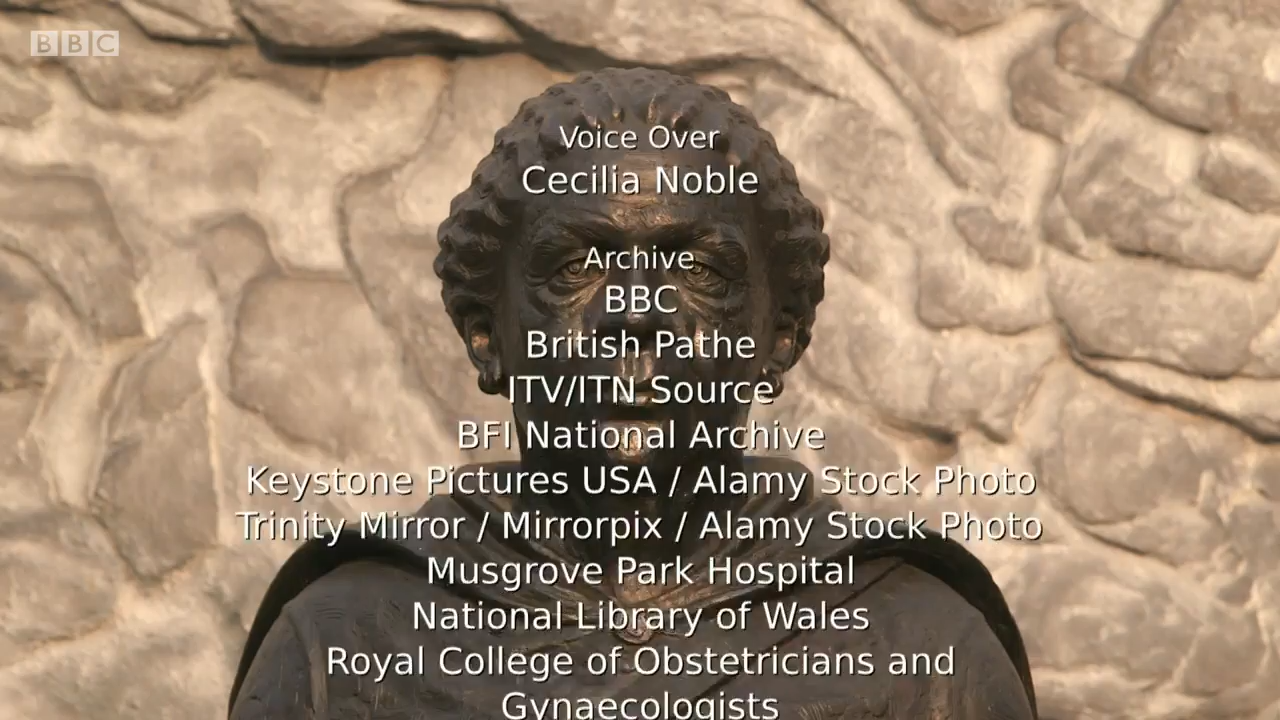 BBC
Voice Over
Cecilia Noble
Archive
BBC
British Pathe
ITV/ITN Source
BFI National Archive
Keystone Pictures USA / Alamy Stock Photo
Trinity Mirror / Mirrorpix / Alamy Stock Photo
Musgrove Park Hospital
National Library of Wales
Royal College of Obstetricians and
Gynaecologists